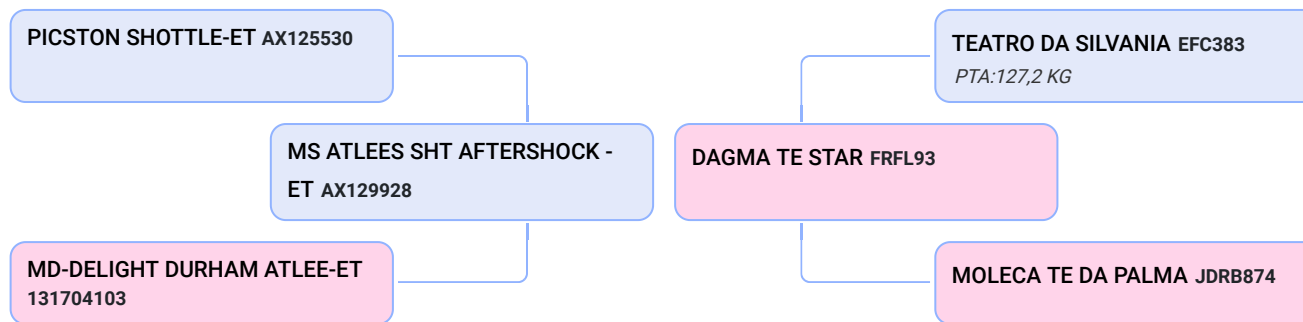 PICSTON SHOTTLE-ET AX125530
TEATRO DA SILVANIA EFC383
PTA:127,2 KG
MS ATLEES SHT AFTERSHOCK -
ET AX129928
DAGMA TE STAR FRFL93
MD-DELIGHT DURHAM ATLEE-ET
131704103
MOLECA TE DA PALMA JDRB874